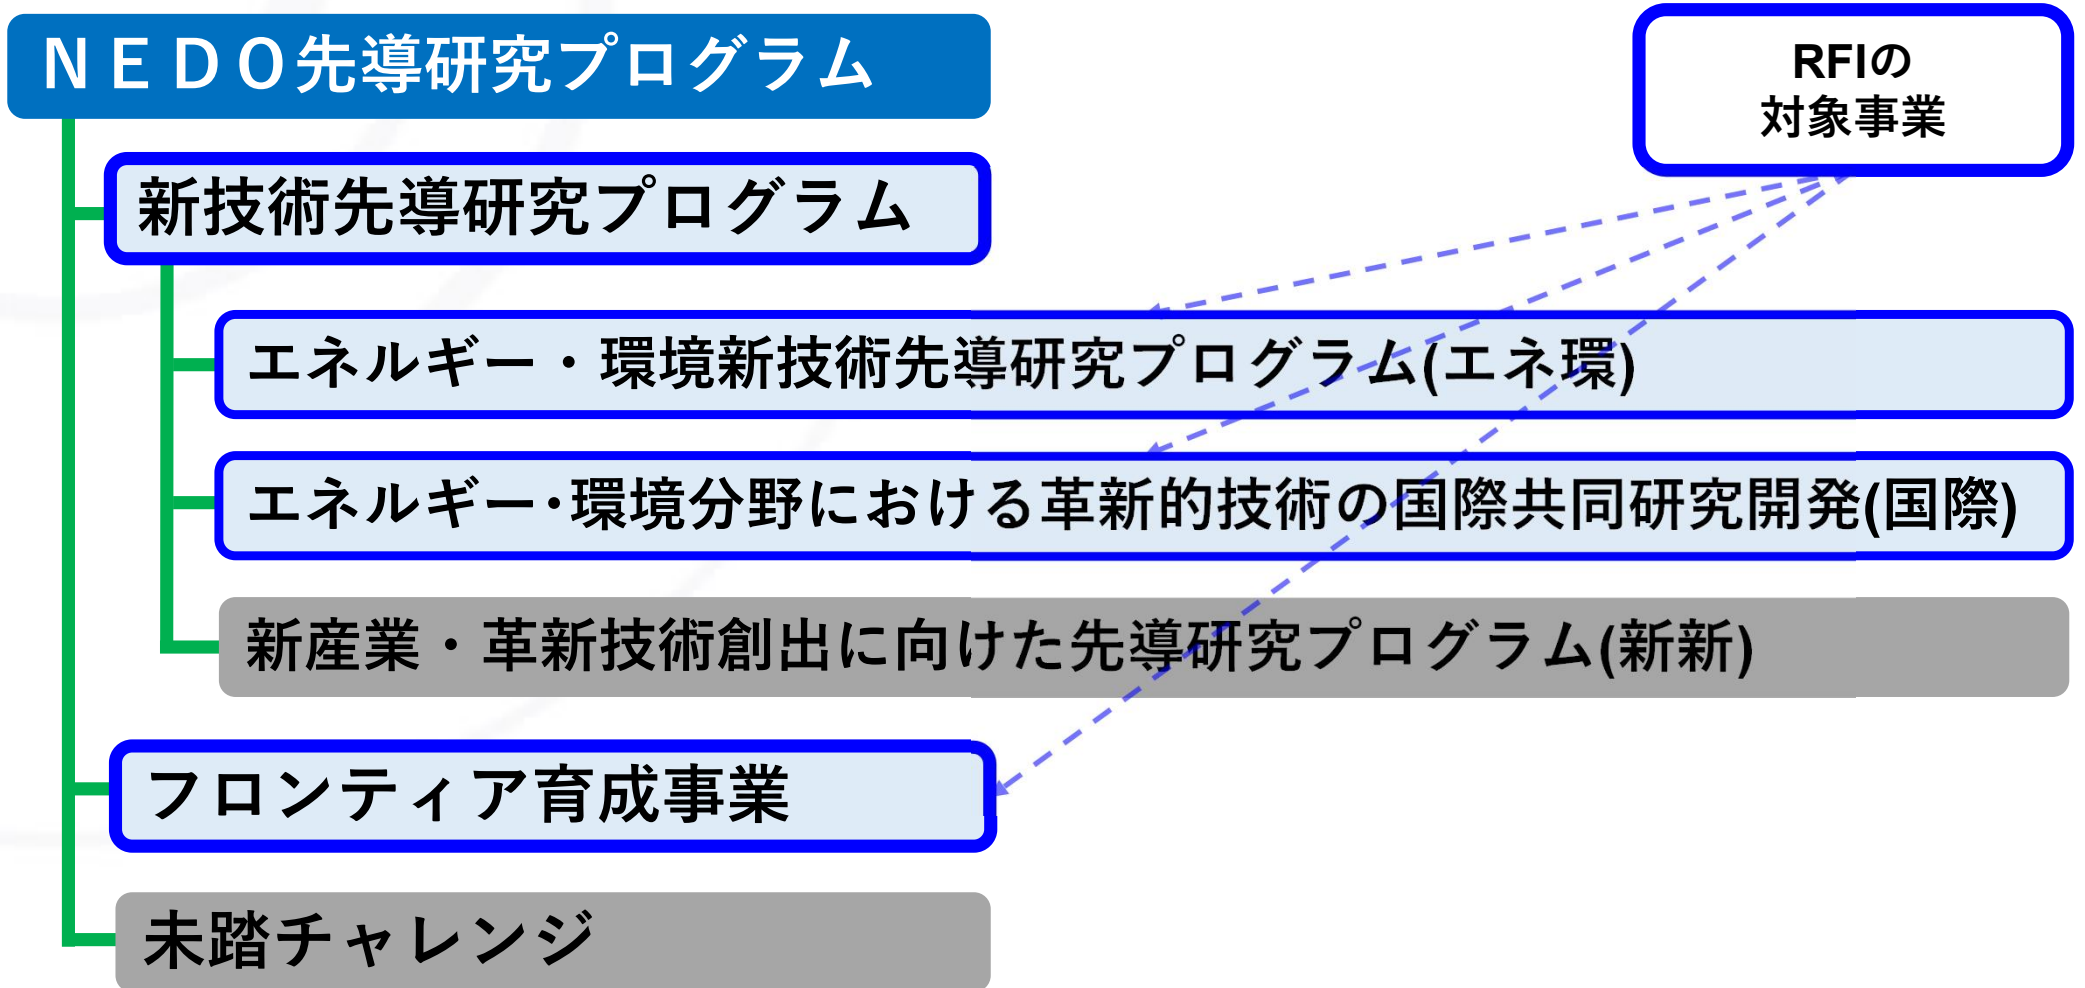 ＮＥＤＯ先導研究プログラム
RFIの
対象事業
新技術先導研究プログラム
エネルギー・環境新技術先導研究プログラム(エネ環)
エネルギー・環境分野における革新的技術の国際共同研究開発(国際)
新産業・革新技術創出に向けた先導研究プログラム(新新)
フロンティア育成事業
未踏チャレンジ